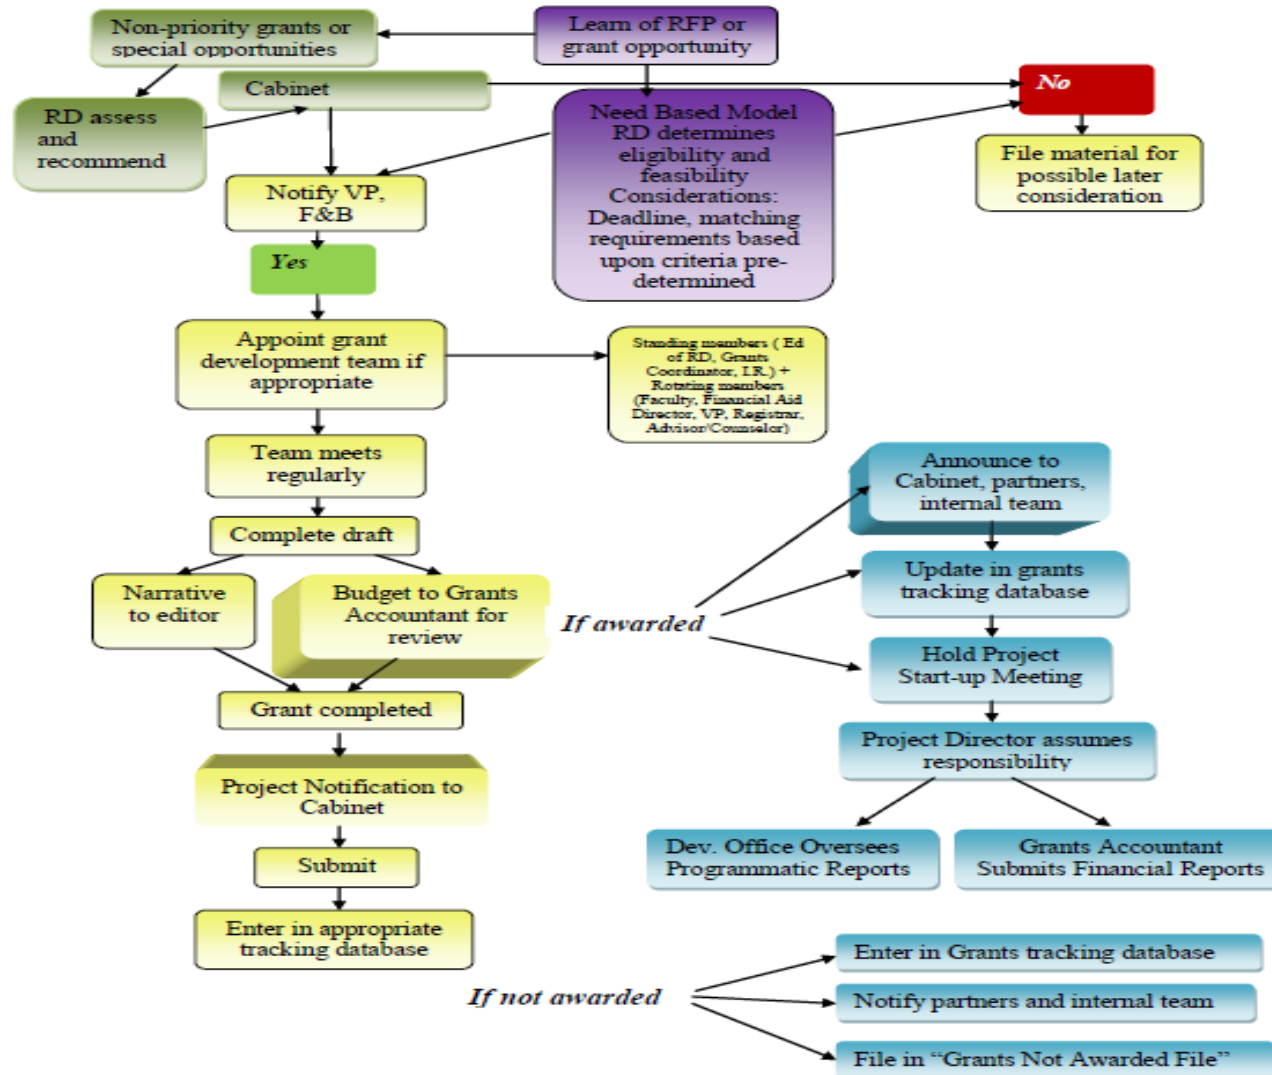 Non-priority grants or
special opportunities
Learn of RFP or
grant opportunity
Cabinet
No
RD assess
and
recommend
Need Based Model
RD determines
eligibility and
feasibility
Considerations:
Deadline, matching
requirements based
upon criteria pre-
determined
File material for
possible later
consideration
Notify VP,
F&B
Yes
Appoint grant
development team if
appropriate
Standing members ( Ed
of RD, Grants
Coordinator, I.R.) +
Rotating members
(Faculty, Financial Aid
Director, VP, Registrar,
Advisor/Counselor)
Team meets
regularly
Complete draft
Narrative
to editor
Budget to Grants
Accountant for
review
Grant completed
Project Notification to
Cabinet
Submit
Enter in appropriate
tracking database
If awarded
Announce to
Cabinet, partners,
internal team
Update in grants
tracking database
Hold Project
Start-up Meeting
Project Director assumes
responsibility
Dev. Office Oversees
Programmatic Reports
Grants Accountant
Submits Financial Reports
If not awarded
Enter in Grants tracking database
Notify partners and internal team
File in “Grants Not Awarded File”